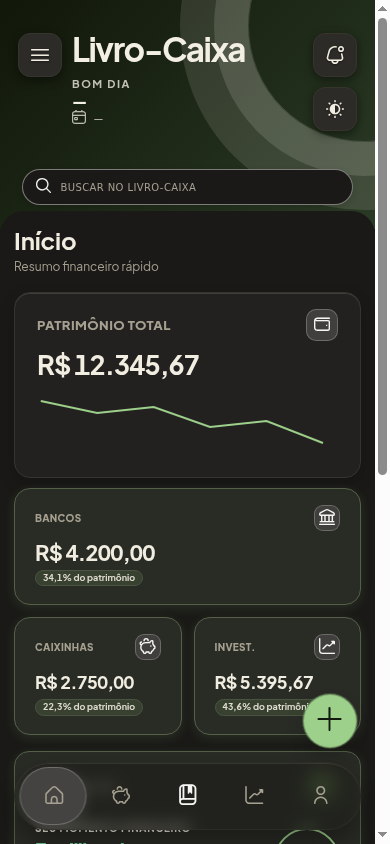 Livro-Caixa
BOM DIA
—
—
BUSCAR NO LIVRO-CAIXA
Início
Resumo financeiro rápido
PATRIMÔNIO TOTAL
R$ 12.345,67
BANCOS
R$ 4.200,00
34,1% do patrimônio
CAIXINHAS
R$ 2.750,00
22,3% do patrimônio
INVEST.
R$ 5.395,67
43,6% do patrimônio